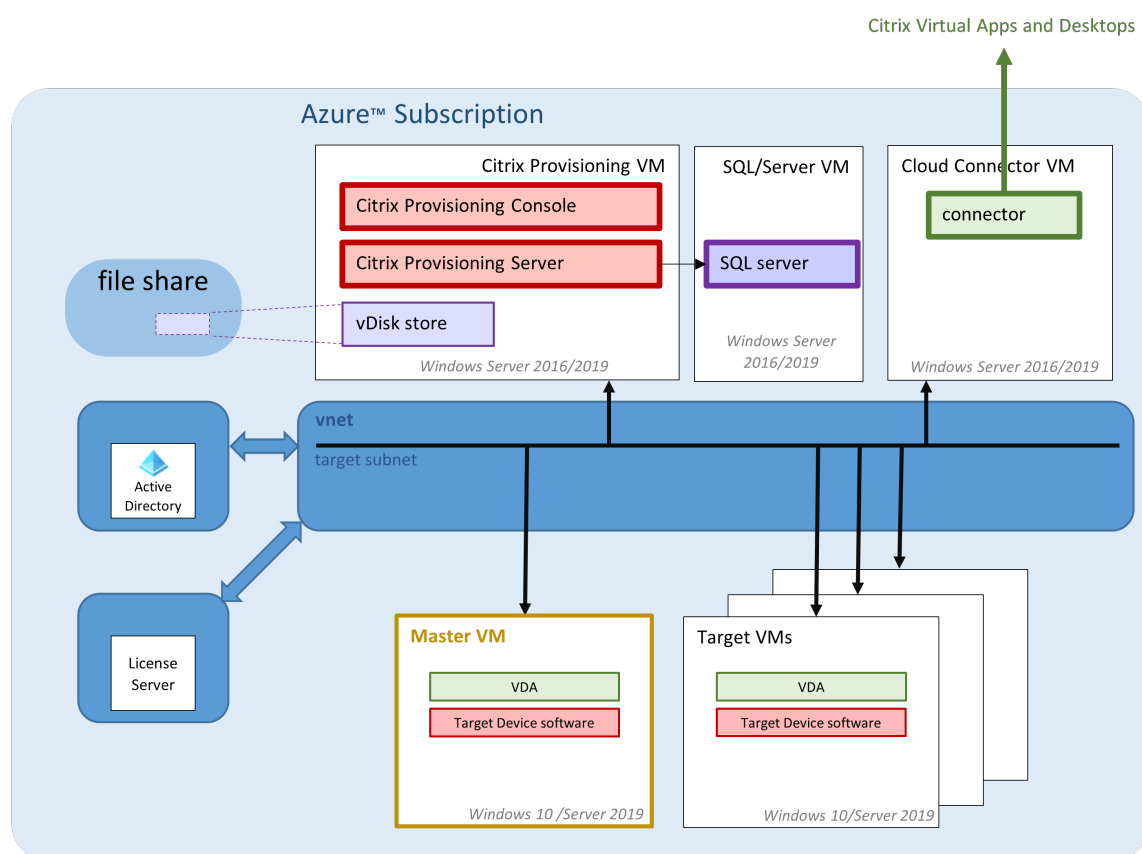 Citrix Virtual Apps and Desktops
Azure™ Subscription
Citrix Provisioning VM
Citrix Provisioning Console
Citrix Provisioning Server
vDisk store
Windows Server 2016/2019
SQL/Server VM
SQL server
Windows Server
2016/2019
Cloud Connector VM
connector
Windows Server 2016/2019
file share
vnet
target subnet
Active
Directory
License
Server
Master VM
VDA
Target Device software
Windows 10 /Server 2019
Target VMs
VDA
Target Device software
Windows 10/Server 2019